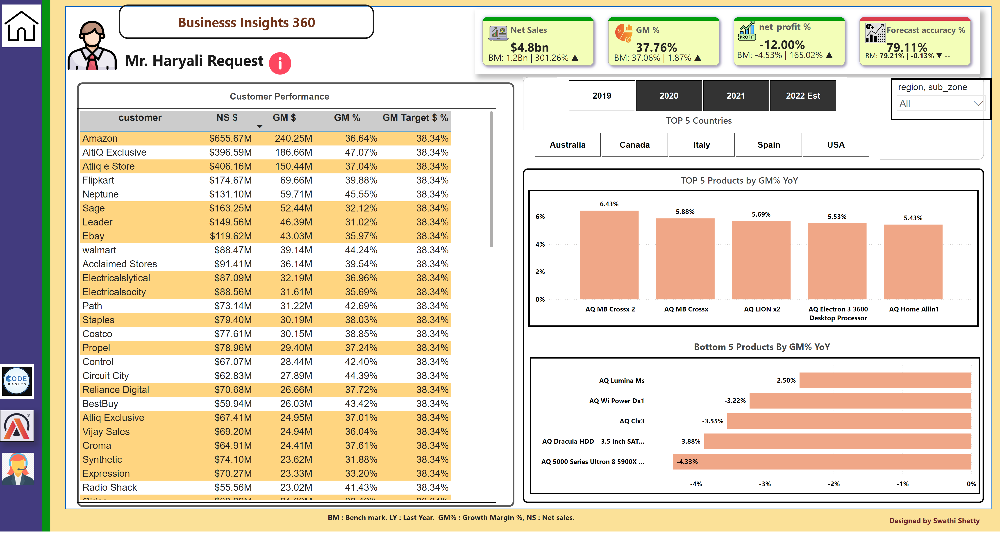 Businesss Insights 360
Mr. Haryali Request
i
Net Sales
$4.8bn
BM: 1.2Bn | 301.26% ▲
GM %
37.76%
BM: 37.06% | 1.87% ▲
PROFIT
net_profit %
-12.00%
BM: -4.53% | 165.02% ▲
Forecast accuracy %
79.11%
BM: 79.21% | -0.13% ▼ --
Customer Performance
customer NS $ GM $ GM % GM Target $ %
Amazon $655.67M 240.25M 36.64% 38.34%
AltiQ Exclusive $396.59M 186.66M 47.07% 38.34%
Atliq e Store $406.16M 150.44M 37.04% 38.34%
Flipkart $174.67M 69.66M 39.88% 38.34%
Neptune $131.10M 59.71M 45.55% 38.34%
Sage $163.25M 52.44M 32.12% 38.34%
Leader $149.56M 46.39M 31.02% 38.34%
Ebay $119.62M 43.03M 35.97% 38.34%
walmart $88.47M 39.14M 44.24% 38.34%
Acclaimed Stores $91.41M 36.14M 39.54% 38.34%
Electricalslytical $87.09M 32.19M 36.96% 38.34%
Electricalsocity $88.56M 31.61M 35.69% 38.34%
Path $73.14M 31.22M 42.69% 38.34%
Staples $79.40M 30.19M 38.03% 38.34%
Costco $77.61M 30.15M 38.85% 38.34%
Propel $78.96M 29.40M 37.24% 38.34%
Control $67.07M 28.44M 42.40% 38.34%
Circuit City $62.83M 27.89M 44.39% 38.34%
Reliance Digital $70.68M 26.66M 37.72% 38.34%
BestBuy $59.94M 26.03M 43.42% 38.34%
Atliq Exclusive $67.41M 24.95M 37.01% 38.34%
Vijay Sales $69.20M 24.94M 36.04% 38.34%
Croma $64.91M 24.41M 37.61% 38.34%
Synthetic $74.10M 23.62M 31.88% 38.34%
Expression $70.27M 23.33M 33.20% 38.34%
Radio Shack $55.56M 23.02M 41.43% 38.34%
2019 2020 2021 2022 Est
region, sub_zone
All
TOP 5 Countries
Australia Canada Italy Spain USA
TOP 5 Products by GM% YoY
6.43%
5.88%
5.69%
5.53%
5.43%
6%
4%
2%
0%
AQ MB Crossx 2
AQ MB Crossx
AQ LION x2
AQ Electron 3 3600
Desktop Processor
AQ Home Allin1
Bottom 5 Products By GM% YoY
AQ Lumina Ms -2.50%
AQ Wi Power Dx1 -3.22%
AQ Clx3 -3.55%
AQ Dracula HDD – 3.5 Inch SAT... -3.88%
AQ 5000 Series Ultron 8 5900X ... -4.33%
-4% -3% -2% -1% 0%
CODE
BASICS
®
BM : Bench mark. LY : Last Year. GM% : Growth Margin %, NS : Net sales.
Designed by Swathi Shetty